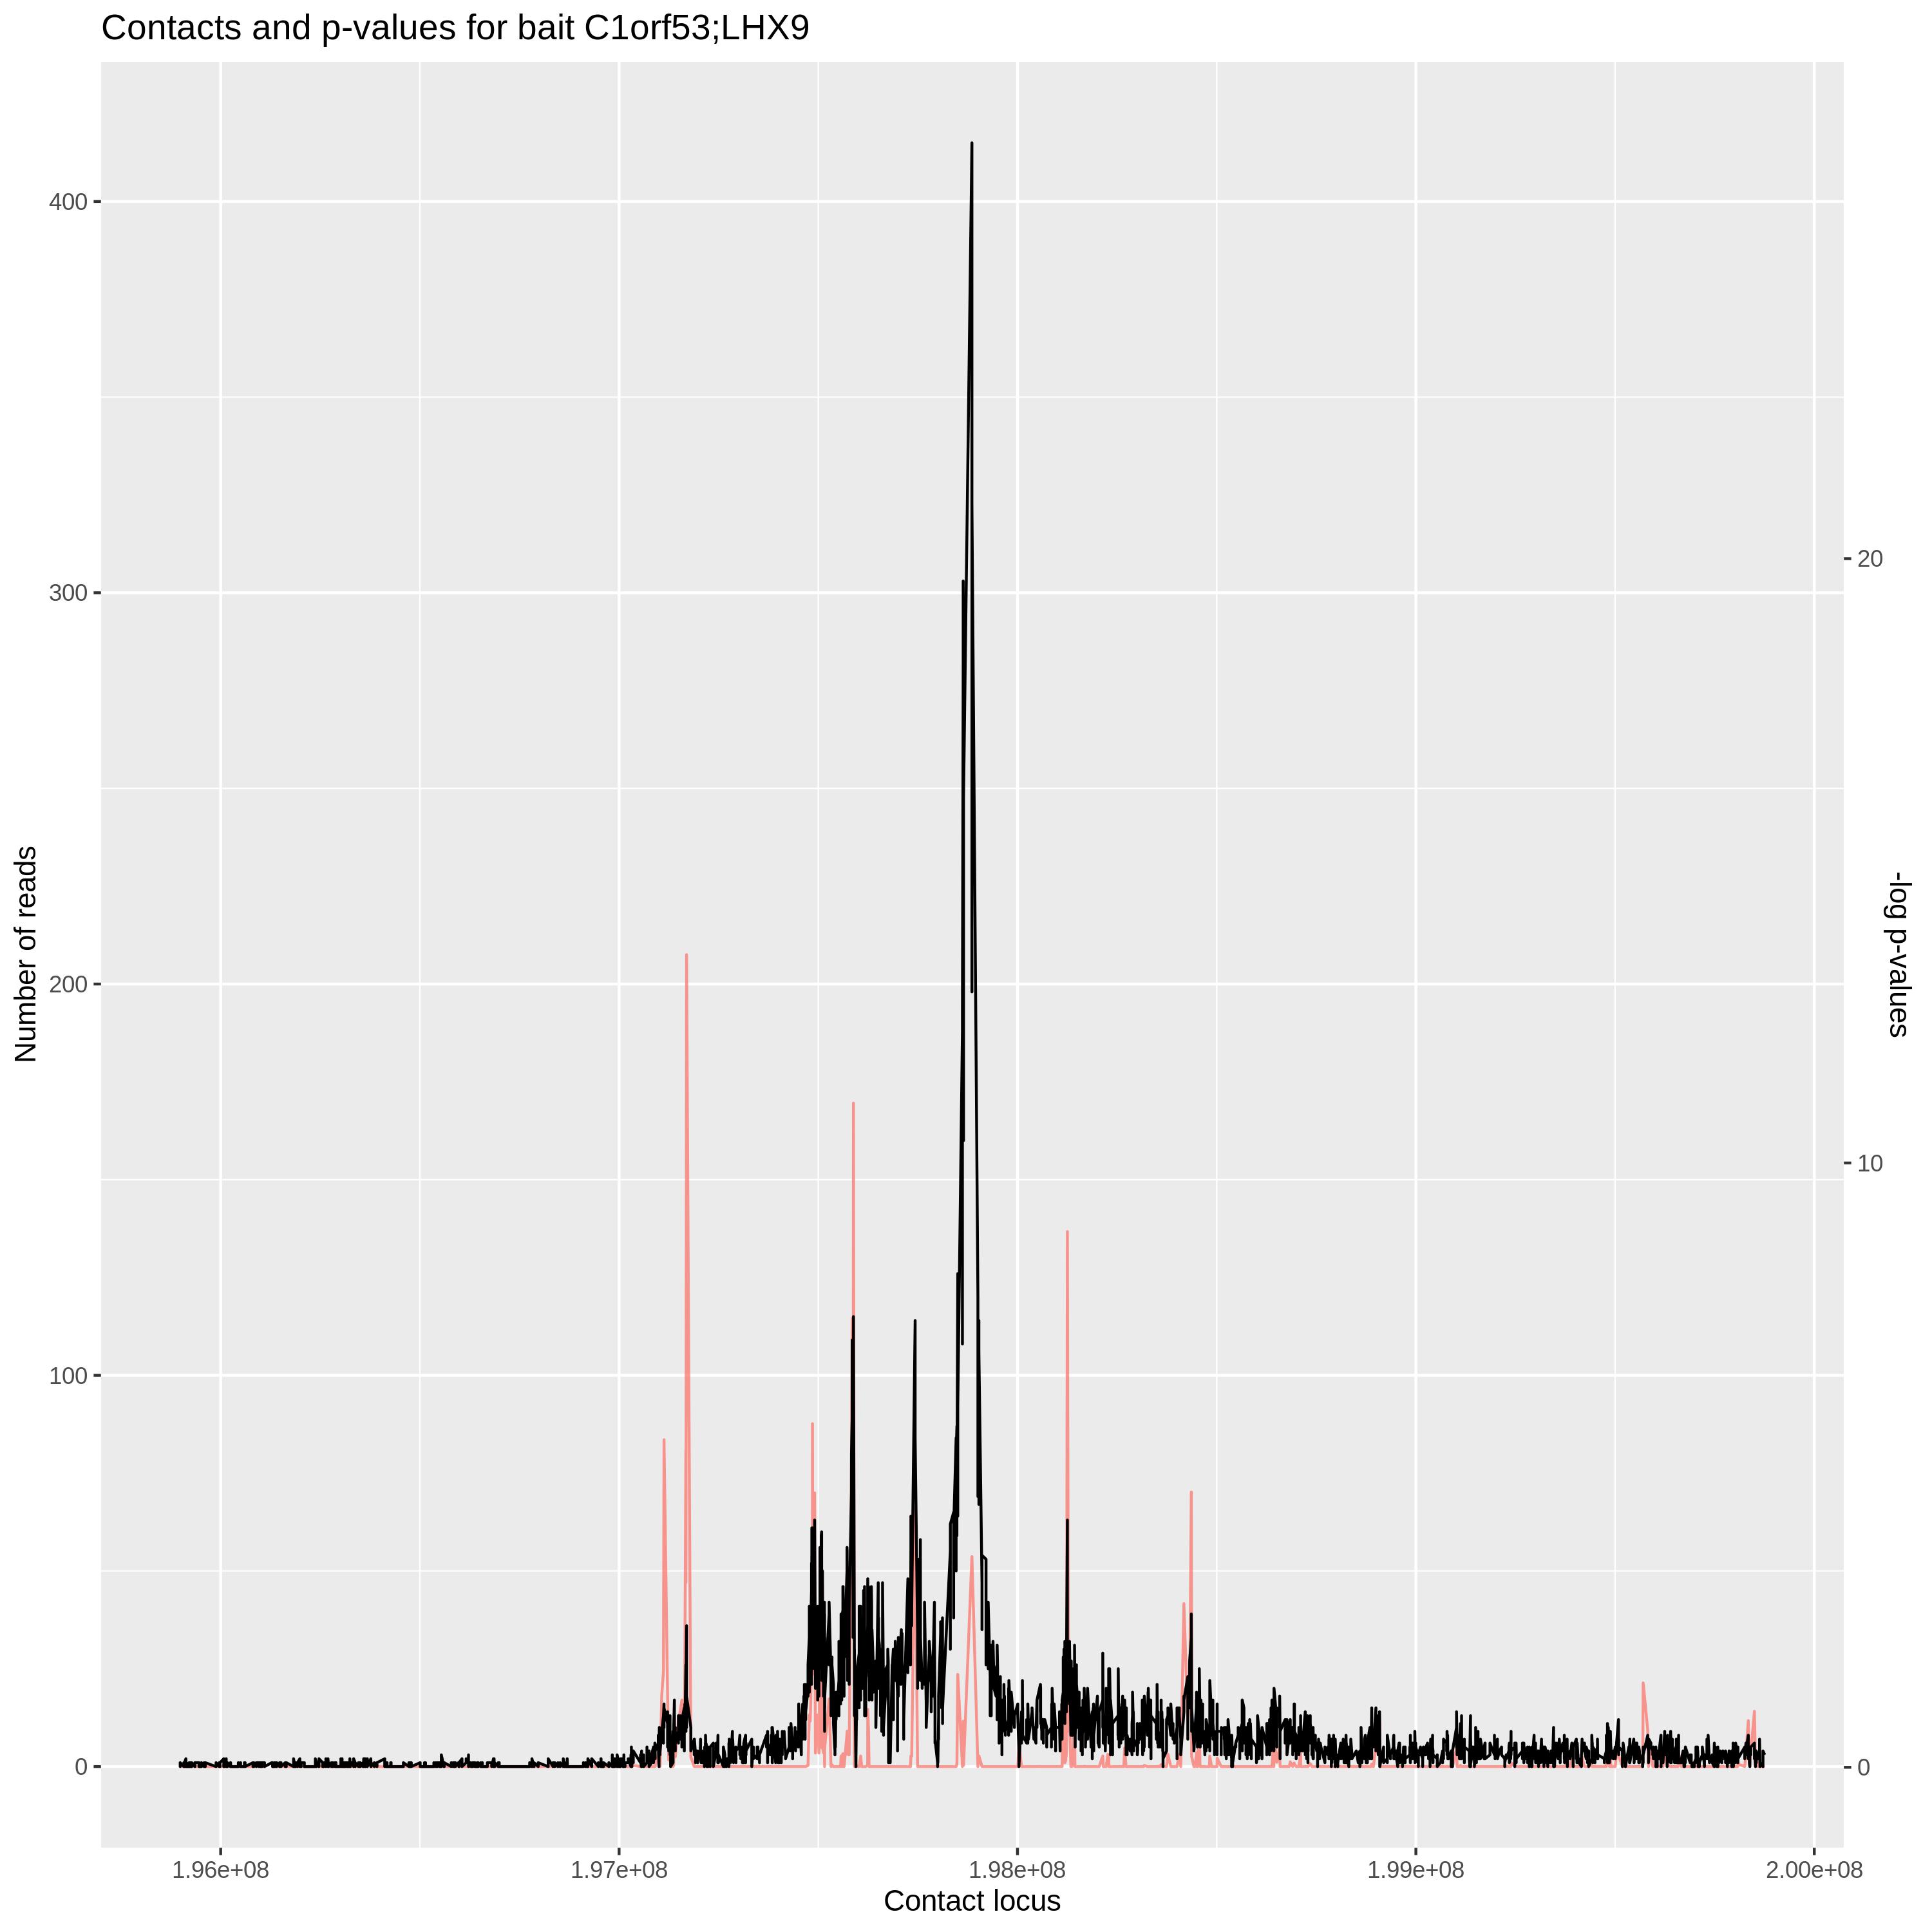 Contacts and p-values for bait C1orf53;LHX9
400
300
200
100
0
20
10
0
Number of reads
-log p-values
1.96e+08
1.97e+08
1.98e+08
1.99e+08
2.00e+08
Contact locus